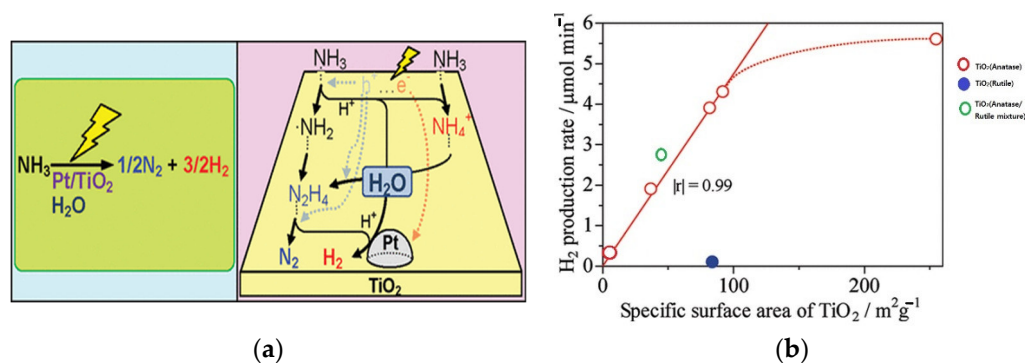 NH₃ → 1/2N₂ + 3/2H₂
Pt/TiO₂
H₂O
NH₃
NH₃
h⁺ ... e⁻
H⁺
·NH₂
NH₄⁺
N₂H₄
H₂O
H⁺
Pt
N₂
H₂
TiO₂
(a)
H₂ production rate / μmol min⁻¹
6
5
4
3
2
1
0
0
100
200
|r| = 0.99
Specific surface area of TiO₂ / m²g⁻¹
TiO₂(Anatase)
TiO₂(Rutile)
TiO₂(Anatase/
Rutile mixture)
(b)